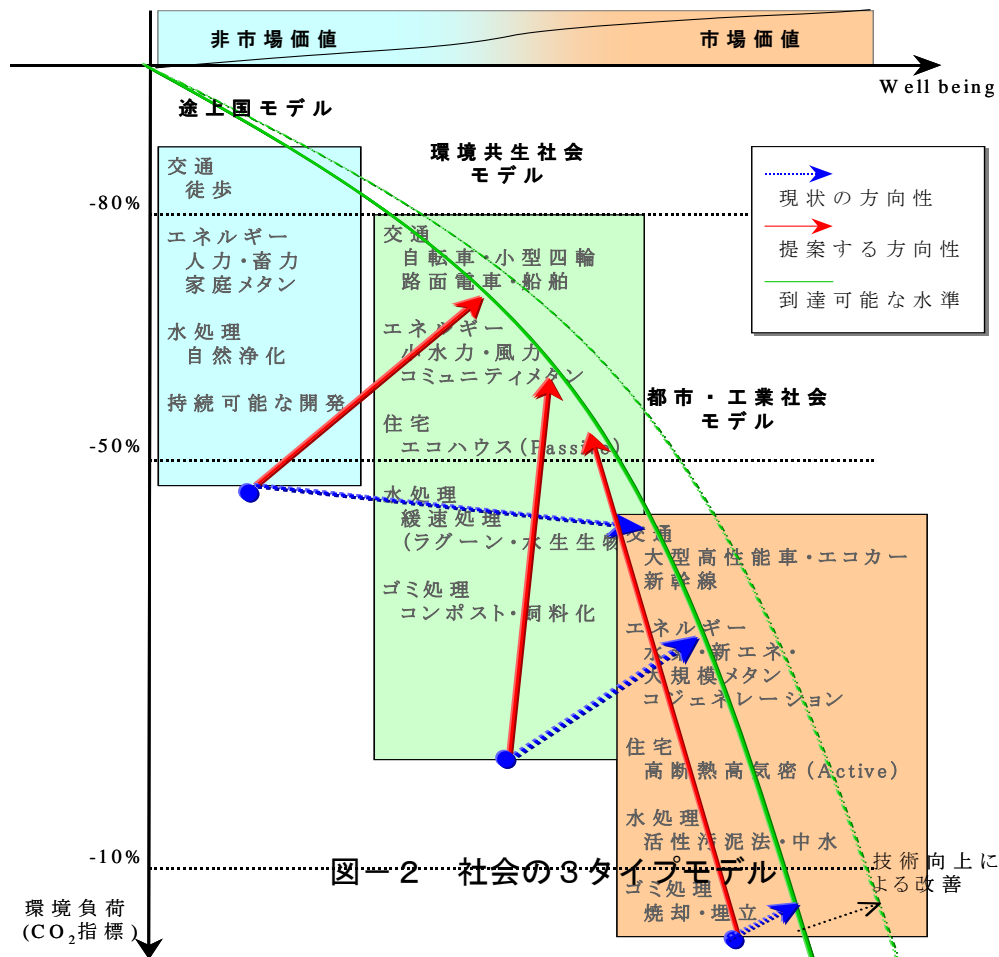 非市場価値
市場価値
Well being
途上国モデル
環境共生社会
モデル
現状の方向性
提案する方向性
到達可能な水準
交通
徒歩
エネルギー
人力・畜力
家庭メタン
水処理
自然浄化
持続可能な開発
-80%
-50%
-10%
交通
自転車・小型四輪
路面電車・船舶
エネルギー
小水力・風力
コミュニティメタン
住宅
エコハウス(Passive)
水処理
緩速処理
(ラグーン・水生生物
ゴミ処理
コンポスト・飼料化
都市・工業社会
モデル
交通
大型高性能車・エコカー
新幹線
エネルギー
水素・新エネ・
大規模メタン
コジェネレーション
住宅
高断熱高気密(Active)
水処理
活性汚泥法・中水
ゴミ処理
焼却・埋立
図－２　社会の３タイプモデル
技術向上に
よる改善
環境負荷
(CO2指標)